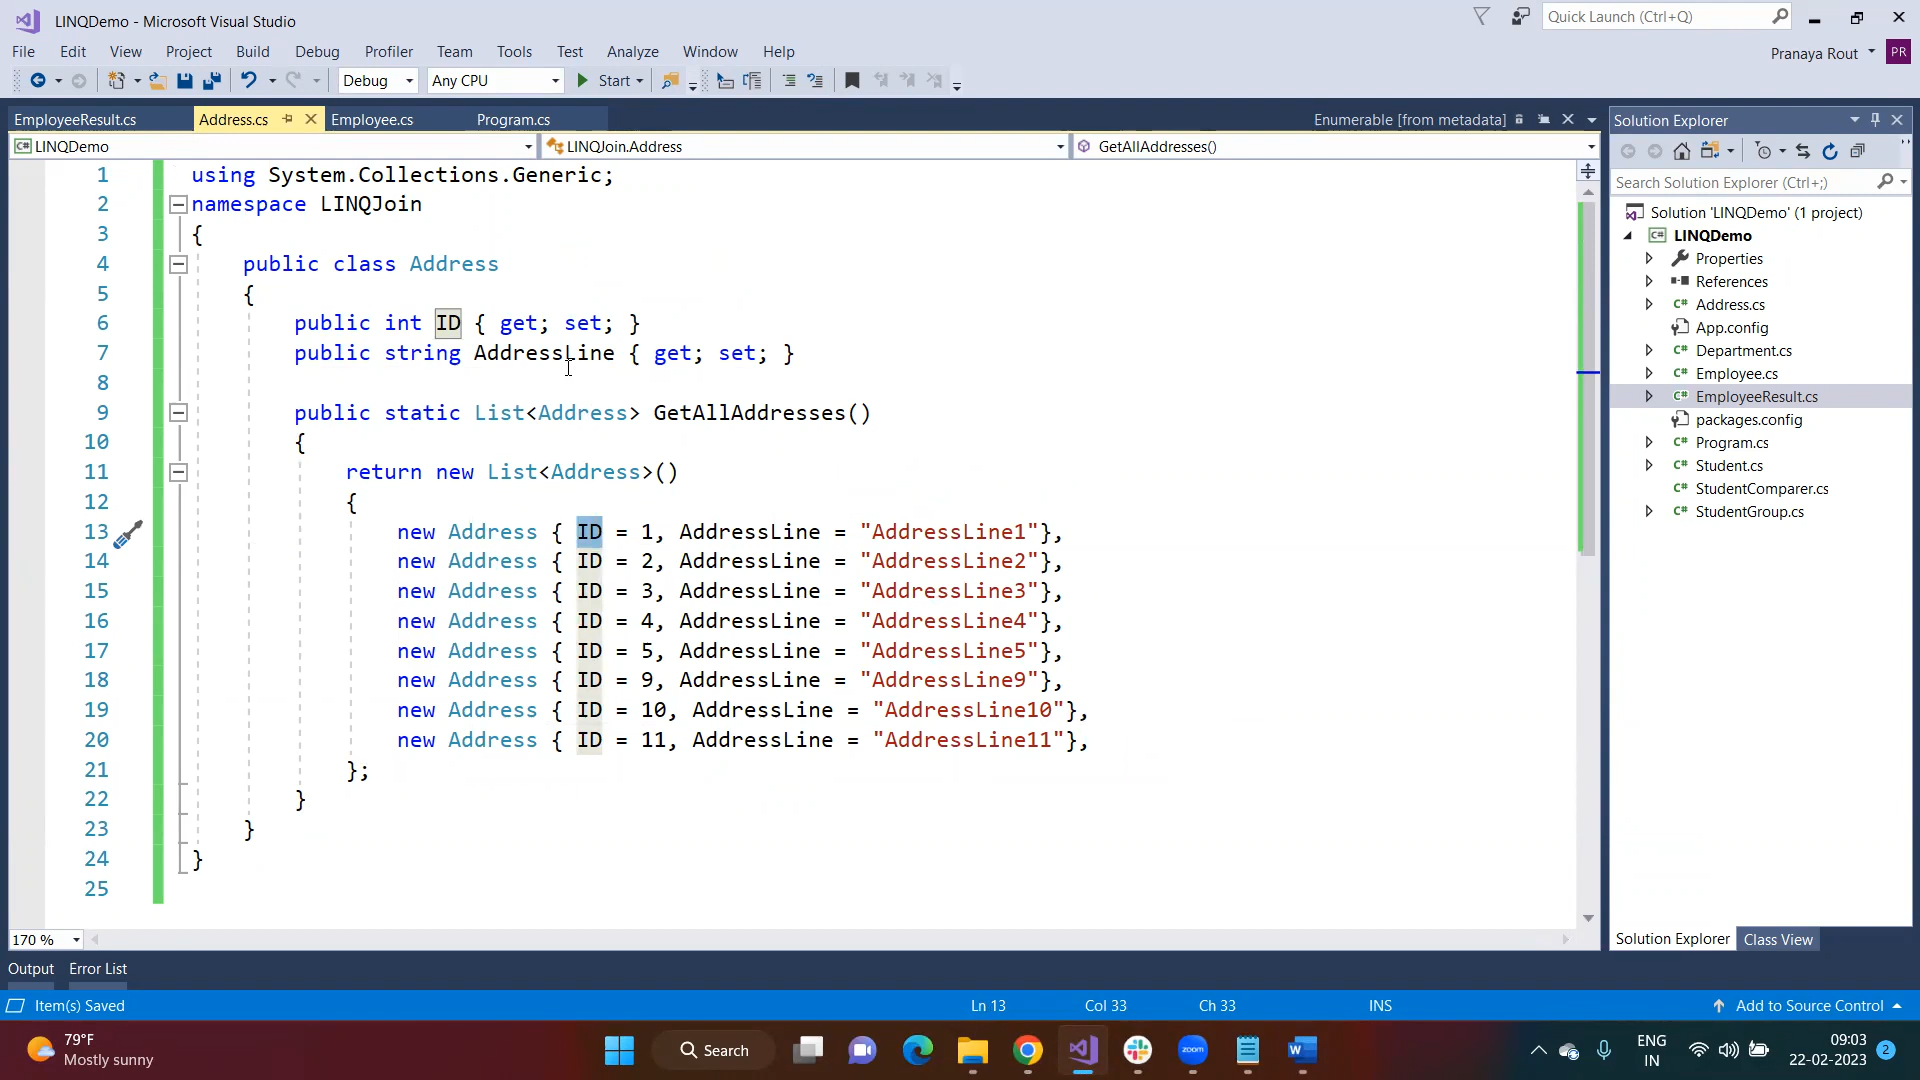 LINQDemo - Microsoft Visual Studio
Quick Launch (Ctrl+Q)
File Edit View Project Build Debug Profiler Team Tools Test Analyze Window Help
Pranaya Rout PR
Debug Any CPU Start
EmployeeResult.cs Address.cs Employee.cs Program.cs Enumerable [from metadata]
LINQDemo LINQJoin.Address GetAllAddresses()
1 using System.Collections.Generic;
2 namespace LINQJoin
3 {
4 public class Address
5 {
6 public int ID { get; set; }
7 public string AddressLine { get; set; }
8
9 public static List<Address> GetAllAddresses()
10 {
11 return new List<Address>()
12 {
13 new Address { ID = 1, AddressLine = "AddressLine1"},
14 new Address { ID = 2, AddressLine = "AddressLine2"},
15 new Address { ID = 3, AddressLine = "AddressLine3"},
16 new Address { ID = 4, AddressLine = "AddressLine4"},
17 new Address { ID = 5, AddressLine = "AddressLine5"},
18 new Address { ID = 9, AddressLine = "AddressLine9"},
19 new Address { ID = 10, AddressLine = "AddressLine10"},
20 new Address { ID = 11, AddressLine = "AddressLine11"},
21 };
22 }
23 }
24 }
25
170 %
Solution Explorer
Search Solution Explorer (Ctrl+;)
Solution 'LINQDemo' (1 project)
LINQDemo
Properties
References
C# Address.cs
App.config
C# Department.cs
C# Employee.cs
C# EmployeeResult.cs
packages.config
C# Program.cs
C# Student.cs
C# StudentComparer.cs
C# StudentGroup.cs
Solution Explorer Class View
Output Error List
Item(s) Saved Ln 13 Col 33 Ch 33 INS Add to Source Control
79°F
Mostly sunny
Search
zoom
ENG
IN
09:03
22-02-2023
2